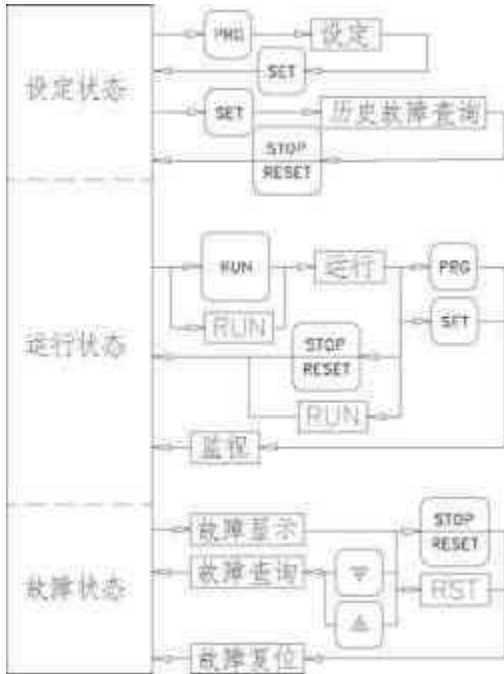 PRG
设定
SET
设定状态
SET
历史故障查询
STOP
RESET
RUN
运行
PRG
RUN
SET
运行状态
STOP
RESET
RUN
监保
故障显示
STOP
RESET
故障查询
RST
故障状态
故障复位